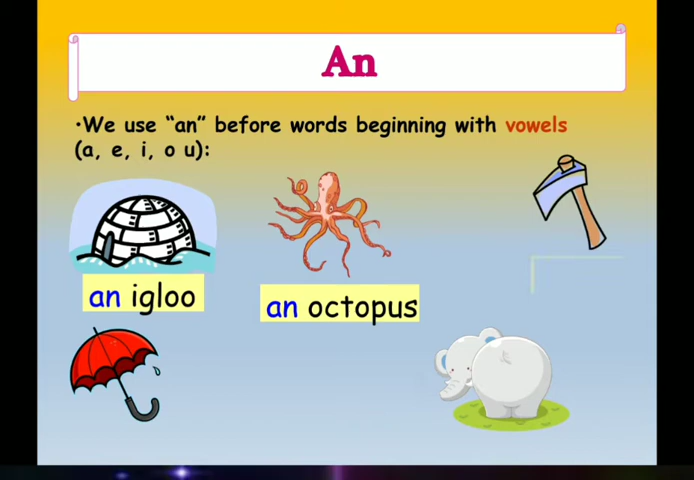 An
•We use “an” before words beginning with vowels
(a, e, i, o u):
an igloo
an octopus